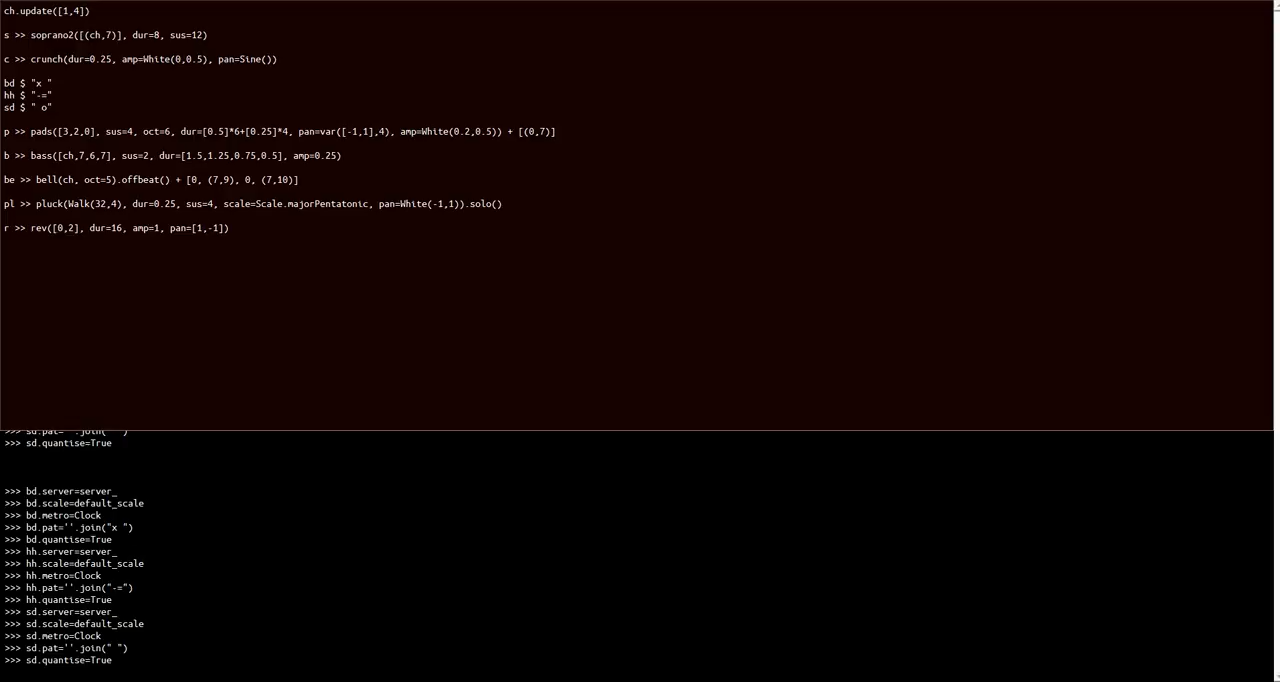 ch.update([1,4])
s >> soprano2([(ch,7)], dur=8, sus=12)
c >> crunch(dur=0.25, amp=White(0,0.5), pan=Sine())
bd $ "x "
hh $ "-="
sd $ " o"
p >> pads([3,2,0], sus=4, oct=6, dur=[0.5]*6+[0.25]*4, pan=var([-1,1],4), amp=White(0.2,0.5)) + [(0,7)]
b >> bass([ch,7,6,7], sus=2, dur=[1.5,1.25,0.75,0.5], amp=0.25)
be >> bell(ch, oct=5).offbeat() + [0, (7,9), 0, (7,10)]
pl >> pluck(Walk(32,4), dur=0.25, sus=4, scale=Scale.majorPentatonic, pan=White(-1,1)).solo()
r >> rev([0,2], dur=16, amp=1, pan=[1,-1])
>>> sd.pat=''.join(" ")
>>> sd.quantise=True
>>> bd.server=server_
>>> bd.scale=default_scale
>>> bd.metro=Clock
>>> bd.pat=''.join("x ")
>>> bd.quantise=True
>>> hh.server=server_
>>> hh.scale=default_scale
>>> hh.metro=Clock
>>> hh.pat=''.join("-=")
>>> hh.quantise=True
>>> sd.server=server_
>>> sd.scale=default_scale
>>> sd.metro=Clock
>>> sd.pat=''.join(" ")
>>> sd.quantise=True